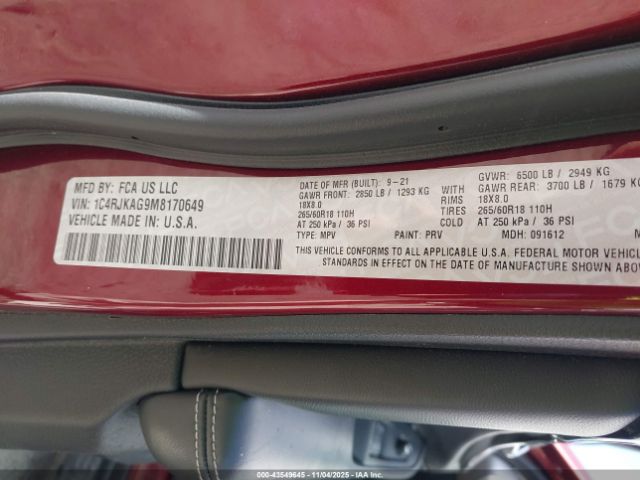 MFD BY: FCA US LLC
VIN: 1C4RJKAG9M8170649
VEHICLE MADE IN U.S.A.
DATE OF MFR (BUILT): 9-21 GVWR: 6500 LB / 2949 KG
GAWR FRONT: 2850 LB / 1293 KG WITH GAWR REAR: 3700 LB / 1679 KG
18X8.0 RIMS 18X8.0
265/60R18 110H TIRES 265/60R18 110H
AT 250 kPa / 36 PSI COLD AT 250 kPa / 36 PSI
TYPE: MPV PAINT: PRV MDH: 091612
THIS VEHICLE CONFORMS TO ALL APPLICABLE U.S.A. FEDERAL MOTOR VEHICLE
STANDARDS IN EFFECT ON THE DATE OF MANUFACTURE SHOWN ABOVE
000-43549645 - 11/04/2025 - IAAI.COM